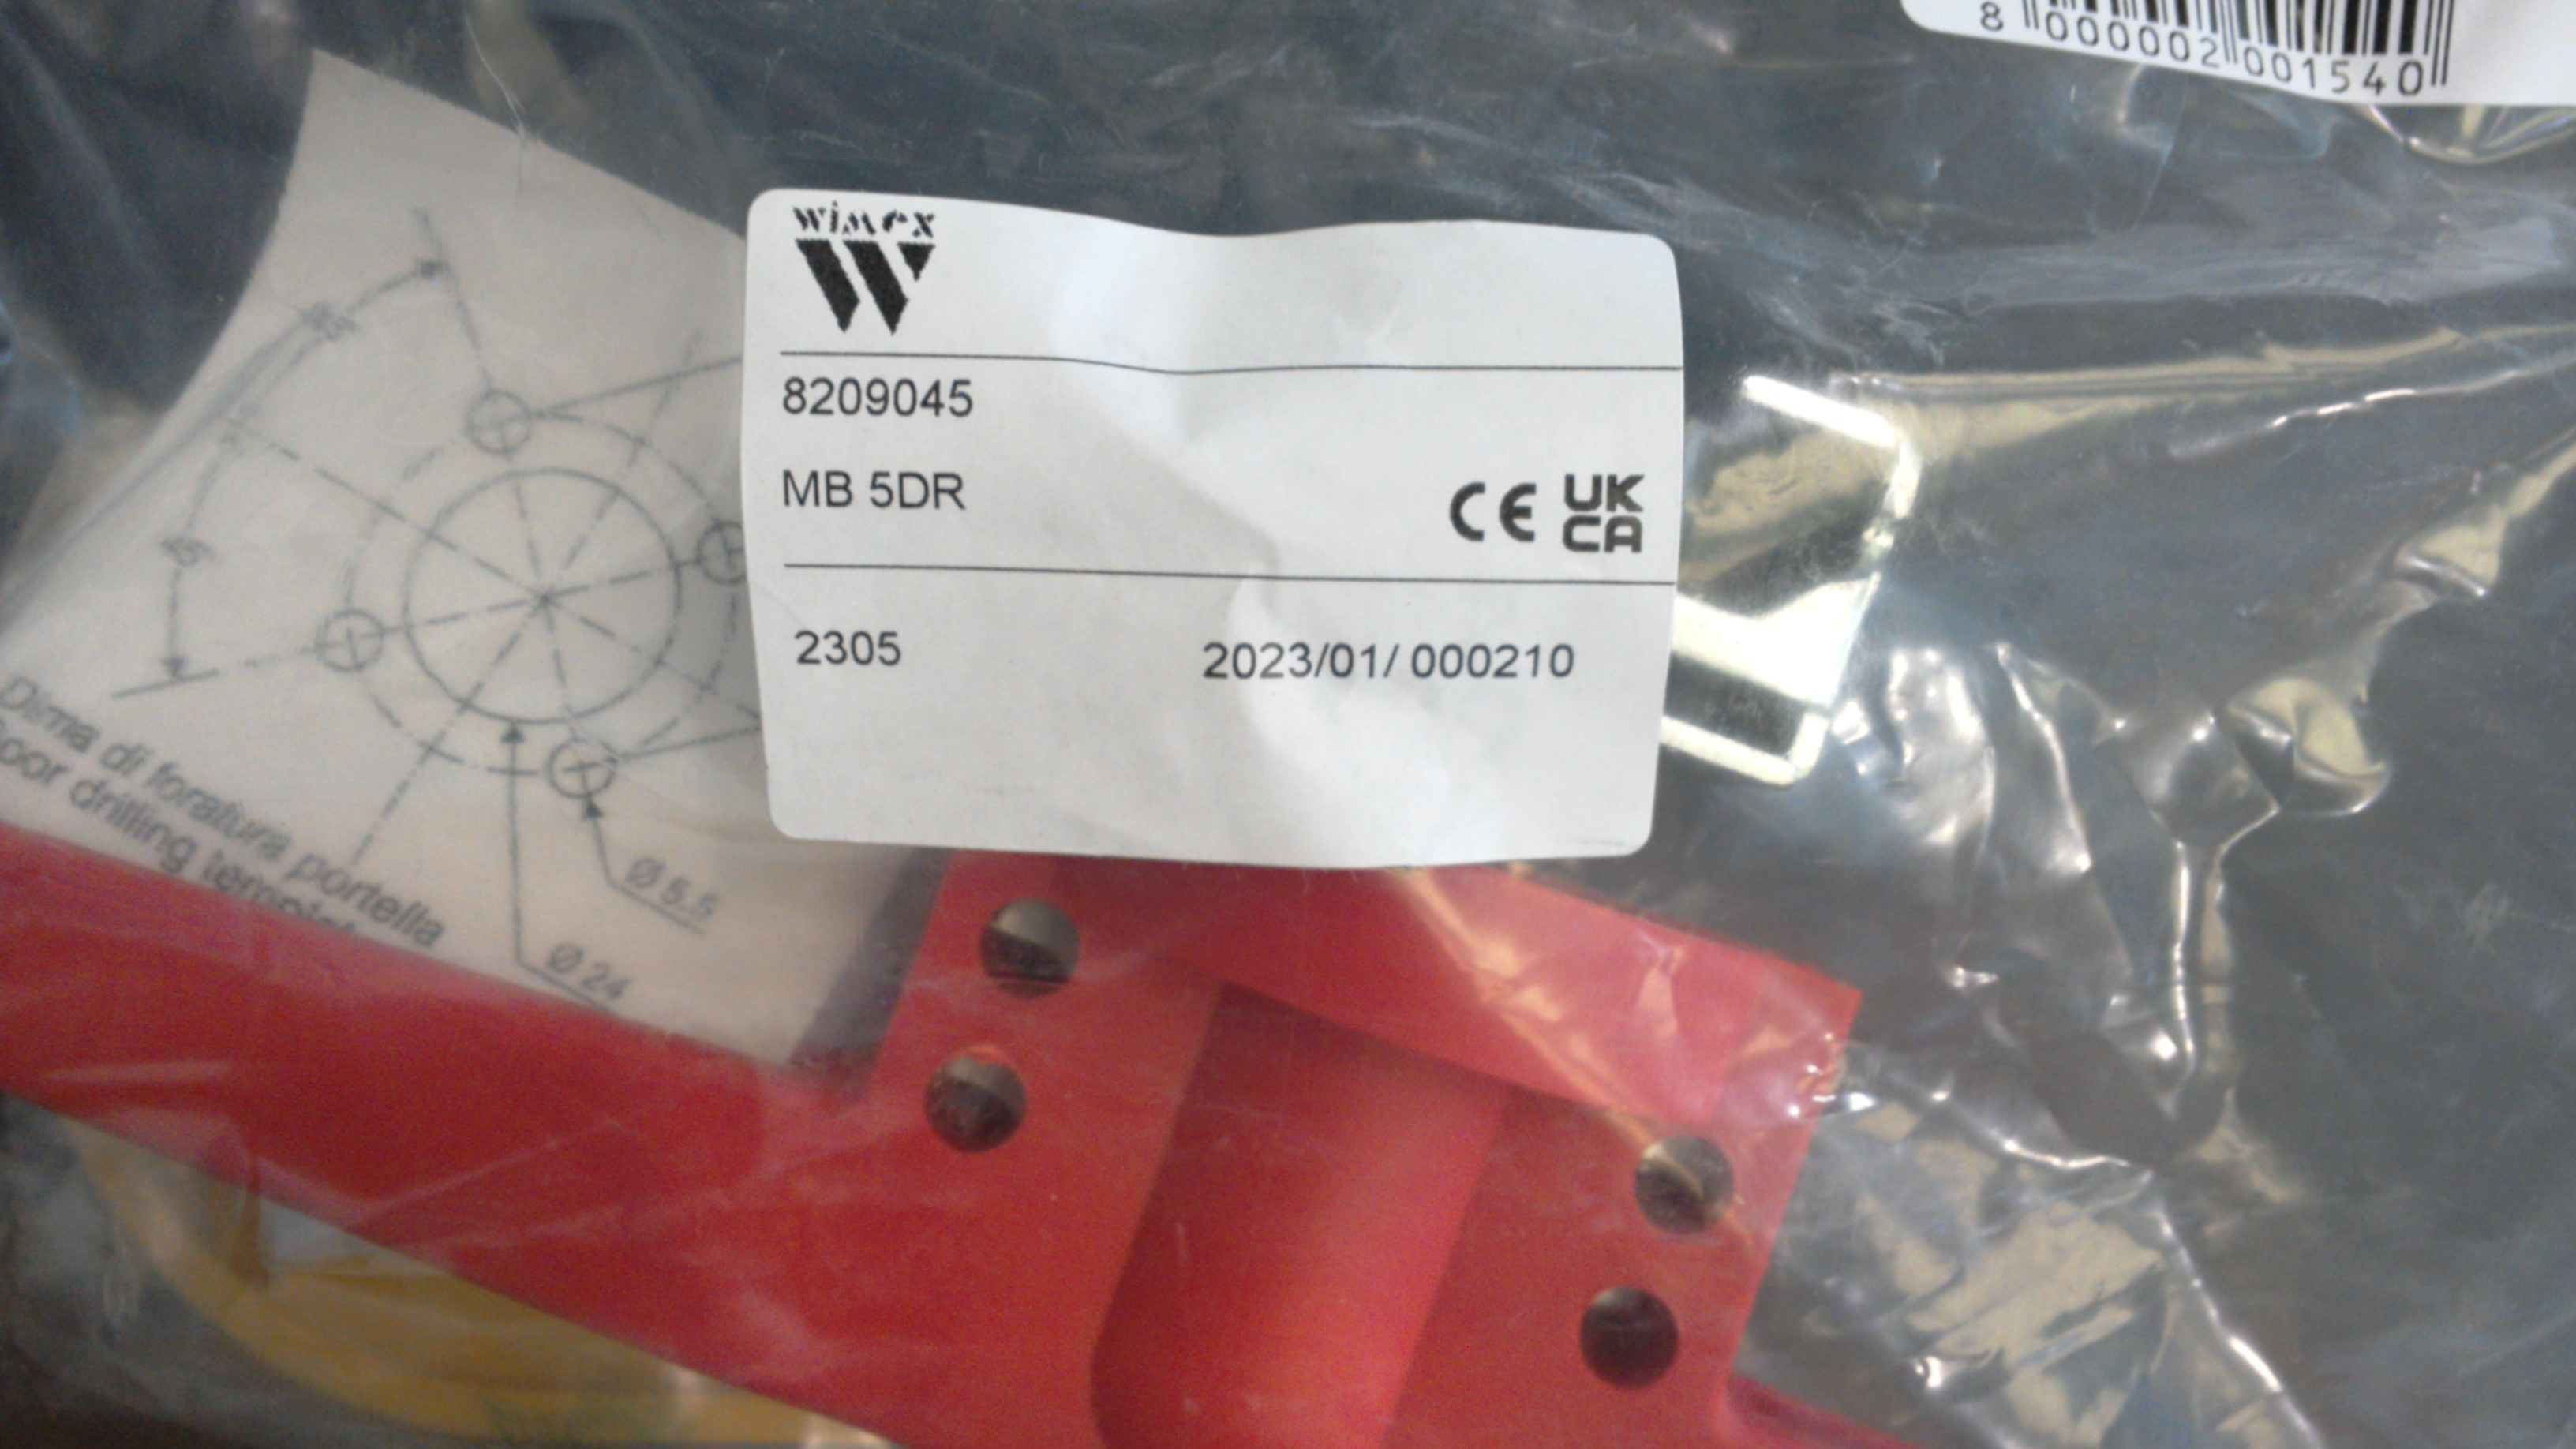 8 000002 001540
wimex
8209045
MB 5DR
CE UK
CA
2305 2023/01/ 000210
45°
Dima di foratura portella
drilling
Ø 5.5
Ø 24